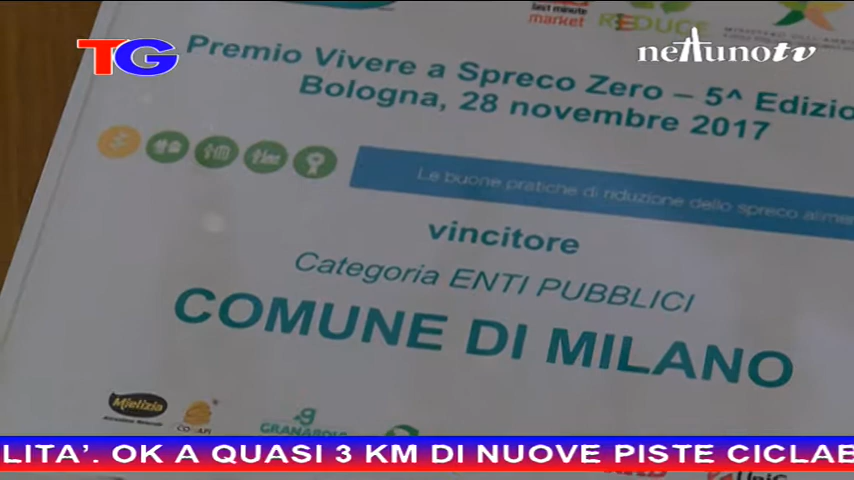 last minute
market
REDUCE
TG
nettunotv
Premio Vivere a Spreco Zero – 5^ Edizio
Bologna, 28 novembre 2017
Le buone pratiche di riduzione dello spreco alime
vincitore
Categoria ENTI PUBBLICI
COMUNE DI MILANO
Mielizia
CONAPI
GRANAROLO
LITA’. OK A QUASI 3 KM DI NUOVE PISTE CICLAB